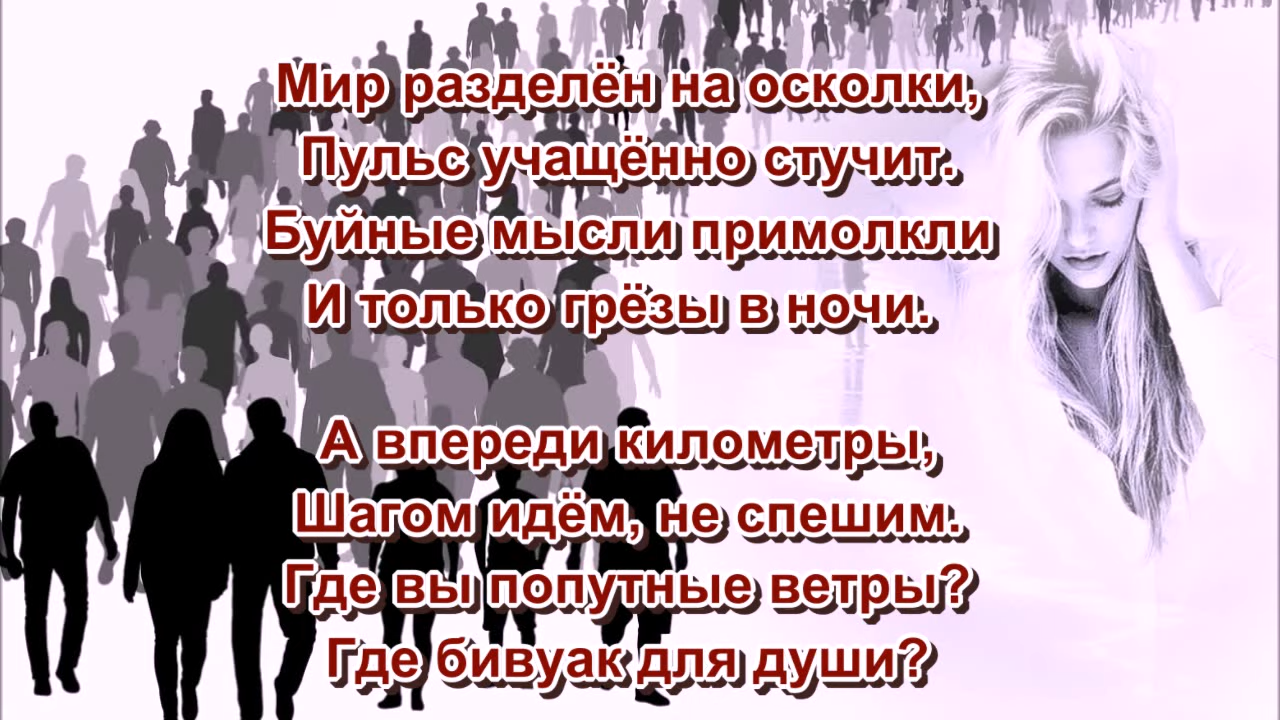 Мир разделён на осколки,
Пульс учащённо стучит.
Буйные мысли примолкли
И только грёзы в ночи.
А впереди километры,
Шагом идём, не спешим.
Где вы попутные ветры?
Где бивуак для души?